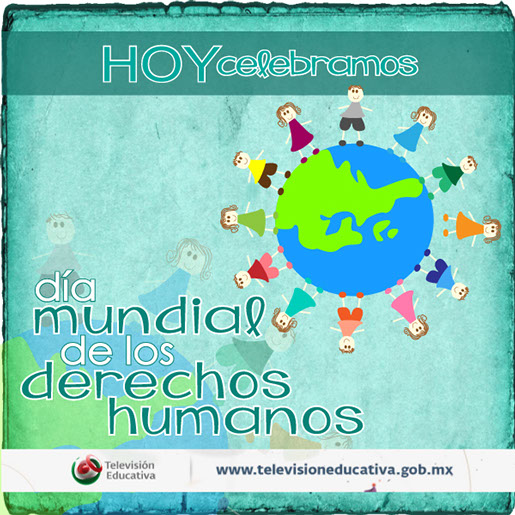 HOY celebramos
día
mundial
de los
derechos
humanos
Televisión
Educativa
www.televisioneducativa.gob.mx